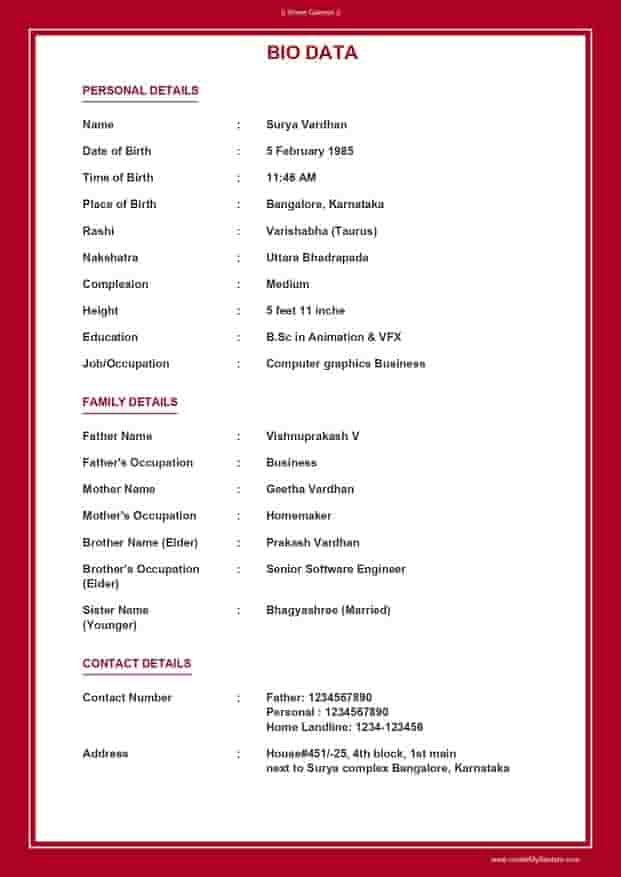 || Shree Ganesh ||
BIO DATA
PERSONAL DETAILS
Name : Surya Vardhan
Date of Birth : 5 February 1985
Time of Birth : 11:46 AM
Place of Birth : Bangalore, Karnataka
Rashi : Varishabha (Taurus)
Nakshatra : Uttara Bhadrapada
Complexion : Medium
Height : 5 feet 11 inche
Education : B.Sc in Animation & VFX
Job/Occupation : Computer graphics Business
FAMILY DETAILS
Father Name : Vishnuprakash V
Father's Occupation : Business
Mother Name : Geetha Vardhan
Mother's Occupation : Homemaker
Brother Name (Elder) : Prakash Vardhan
Brother's Occupation : Senior Software Engineer
(Elder)
Sister Name : Bhagyashree (Married)
(Younger)
CONTACT DETAILS
Contact Number : Father: 1234567890
Personal : 1234567890
Home Landline: 1234-123456
Address : House#451/-25, 4th block, 1st main
next to Surya complex Bangalore, Karnataka